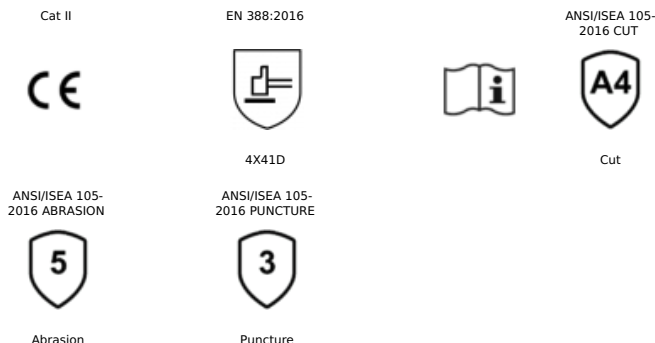 Cat II
EN 388:2016
ANSI/ISEA 105-
2016 CUT
CE
i
A4
4X41D
Cut
ANSI/ISEA 105-
2016 ABRASION
ANSI/ISEA 105-
2016 PUNCTURE
5
3
Abrasion
Puncture